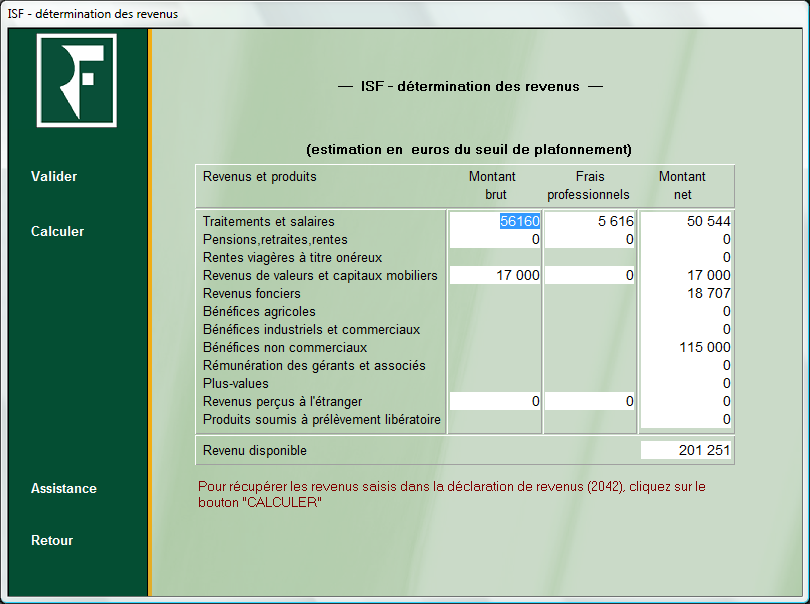 ISF - détermination des revenus
— ISF - détermination des revenus —
(estimation en euros du seuil de plafonnement)
Valider
Calculer
Assistance
Retour
Revenus et produits Montant brut Frais professionnels Montant net
Traitements et salaires 56160 5 616 50 544
Pensions,retraites,rentes 0 0 0
Rentes viagères à titre onéreux 0
Revenus de valeurs et capitaux mobiliers 17 000 0 17 000
Revenus fonciers 18 707
Bénéfices agricoles 0
Bénéfices industriels et commerciaux 0
Bénéfices non commerciaux 115 000
Rémunération des gérants et associés 0
Plus-values 0
Revenus perçus à l'étranger 0 0 0
Produits soumis à prélèvement libératoire 0
Revenu disponible 201 251
Pour récupérer les revenus saisis dans la déclaration de revenus (2042), cliquez sur le
bouton "CALCULER"